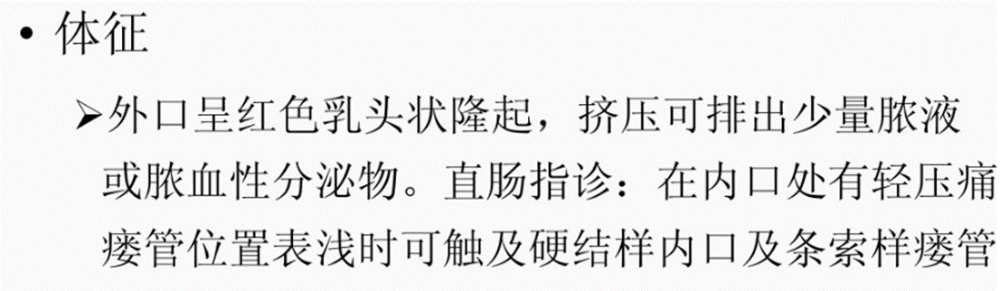 • 体征
➢外口呈红色乳头状隆起，挤压可排出少量脓液
或脓血性分泌物。直肠指诊：在内口处有轻压痛
瘘管位置表浅时可触及硬结样内口及条索样瘘管